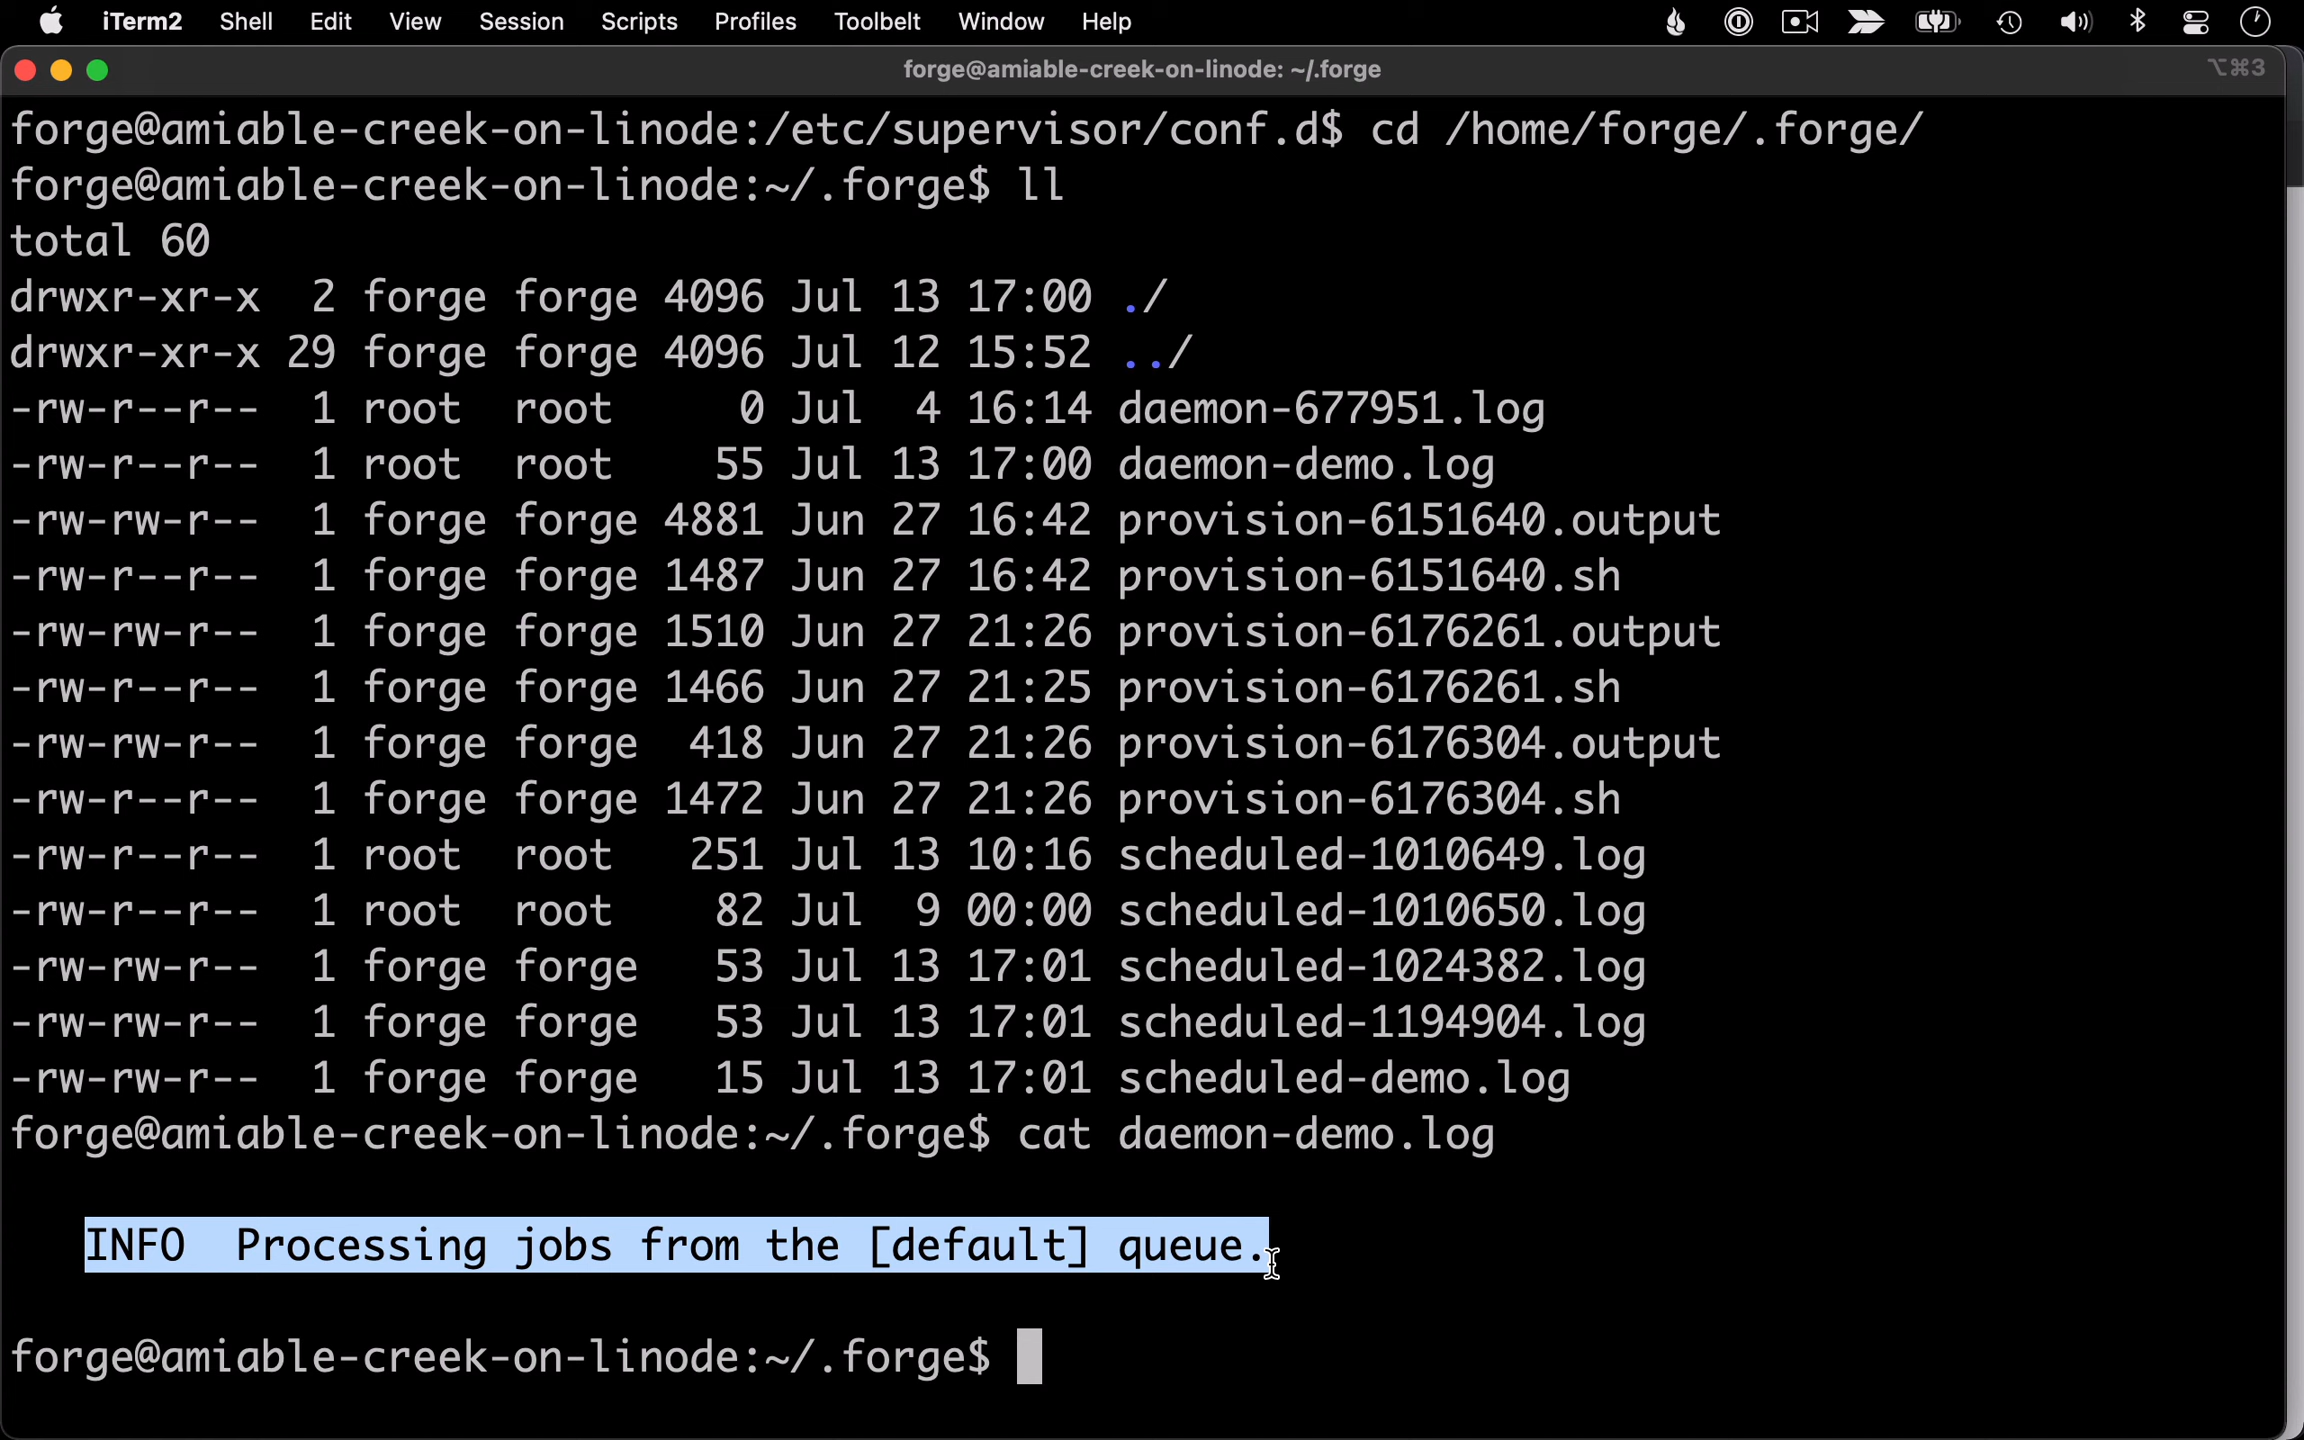 iTerm2 Shell Edit View Session Scripts Profiles Toolbelt Window Help
forge@amiable-creek-on-linode: ~/.forge ⌥⌘3
forge@amiable-creek-on-linode:/etc/supervisor/conf.d$ cd /home/forge/.forge/
forge@amiable-creek-on-linode:~/.forge$ ll
total 60
drwxr-xr-x  2 forge forge 4096 Jul 13 17:00 ./
drwxr-xr-x 29 forge forge 4096 Jul 12 15:52 ../
-rw-r--r--  1 root  root     0 Jul  4 16:14 daemon-677951.log
-rw-r--r--  1 root  root    55 Jul 13 17:00 daemon-demo.log
-rw-rw-r--  1 forge forge 4881 Jun 27 16:42 provision-6151640.output
-rw-r--r--  1 forge forge 1487 Jun 27 16:42 provision-6151640.sh
-rw-rw-r--  1 forge forge 1510 Jun 27 21:26 provision-6176261.output
-rw-r--r--  1 forge forge 1466 Jun 27 21:25 provision-6176261.sh
-rw-rw-r--  1 forge forge  418 Jun 27 21:26 provision-6176304.output
-rw-r--r--  1 forge forge 1472 Jun 27 21:26 provision-6176304.sh
-rw-r--r--  1 root  root   251 Jul 13 10:16 scheduled-1010649.log
-rw-r--r--  1 root  root    82 Jul  9 00:00 scheduled-1010650.log
-rw-rw-r--  1 forge forge   53 Jul 13 17:01 scheduled-1024382.log
-rw-rw-r--  1 forge forge   53 Jul 13 17:01 scheduled-1194904.log
-rw-rw-r--  1 forge forge   15 Jul 13 17:01 scheduled-demo.log
forge@amiable-creek-on-linode:~/.forge$ cat daemon-demo.log
INFO  Processing jobs from the [default] queue.
forge@amiable-creek-on-linode:~/.forge$